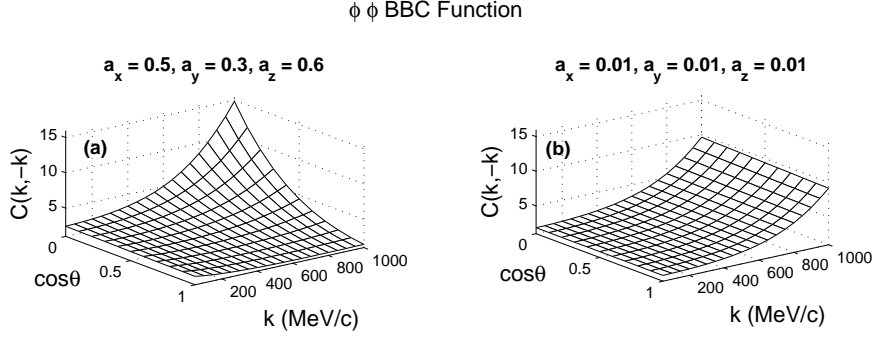 ϕ ϕ BBC Function
a_x = 0.5, a_y = 0.3, a_z = 0.6
(a)
15
10
5
0
C(k,−k)
0
0.5
1
cosθ
200
400
600
800
1000
k (MeV/c)
a_x = 0.01, a_y = 0.01, a_z = 0.01
(b)
15
10
5
0
C(k,−k)
0
0.5
1
cosθ
200
400
600
800
1000
k (MeV/c)